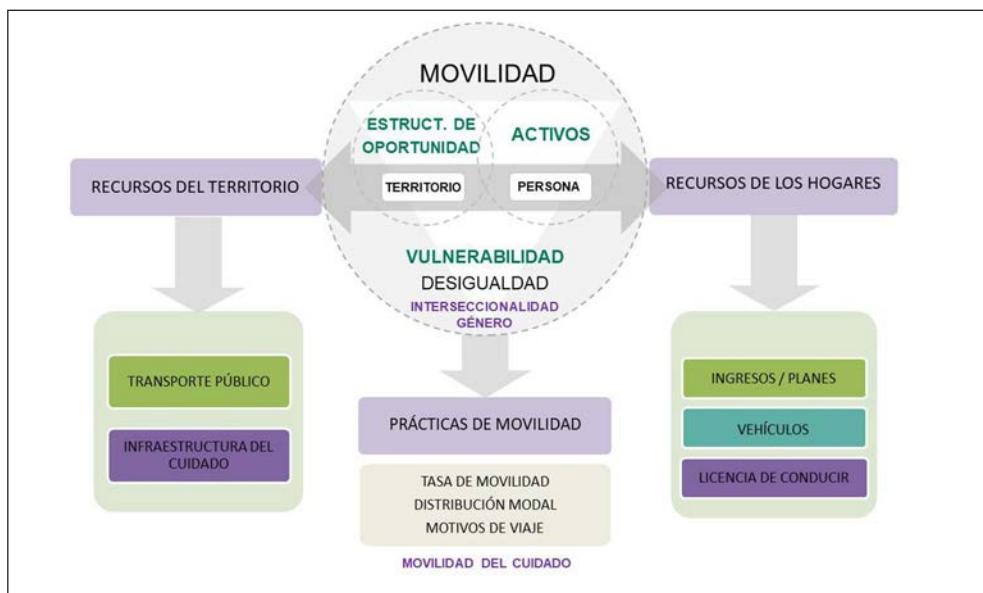 MOVILIDAD
ESTRUCT. DE
OPORTUNIDAD
ACTIVOS
RECURSOS DEL TERRITORIO
TERRITORIO
PERSONA
RECURSOS DE LOS HOGARES
VULNERABILIDAD
DESIGUALDAD
INTERSECCIONALIDAD
GÉNERO
TRANSPORTE PÚBLICO
INFRAESTRUCTURA DEL
CUIDADO
PRÁCTICAS DE MOVILIDAD
TASA DE MOVILIDAD
DISTRIBUCIÓN MODAL
MOTIVOS DE VIAJE
MOVILIDAD DEL CUIDADO
INGRESOS / PLANES
VEHÍCULOS
LICENCIA DE CONDUCIR